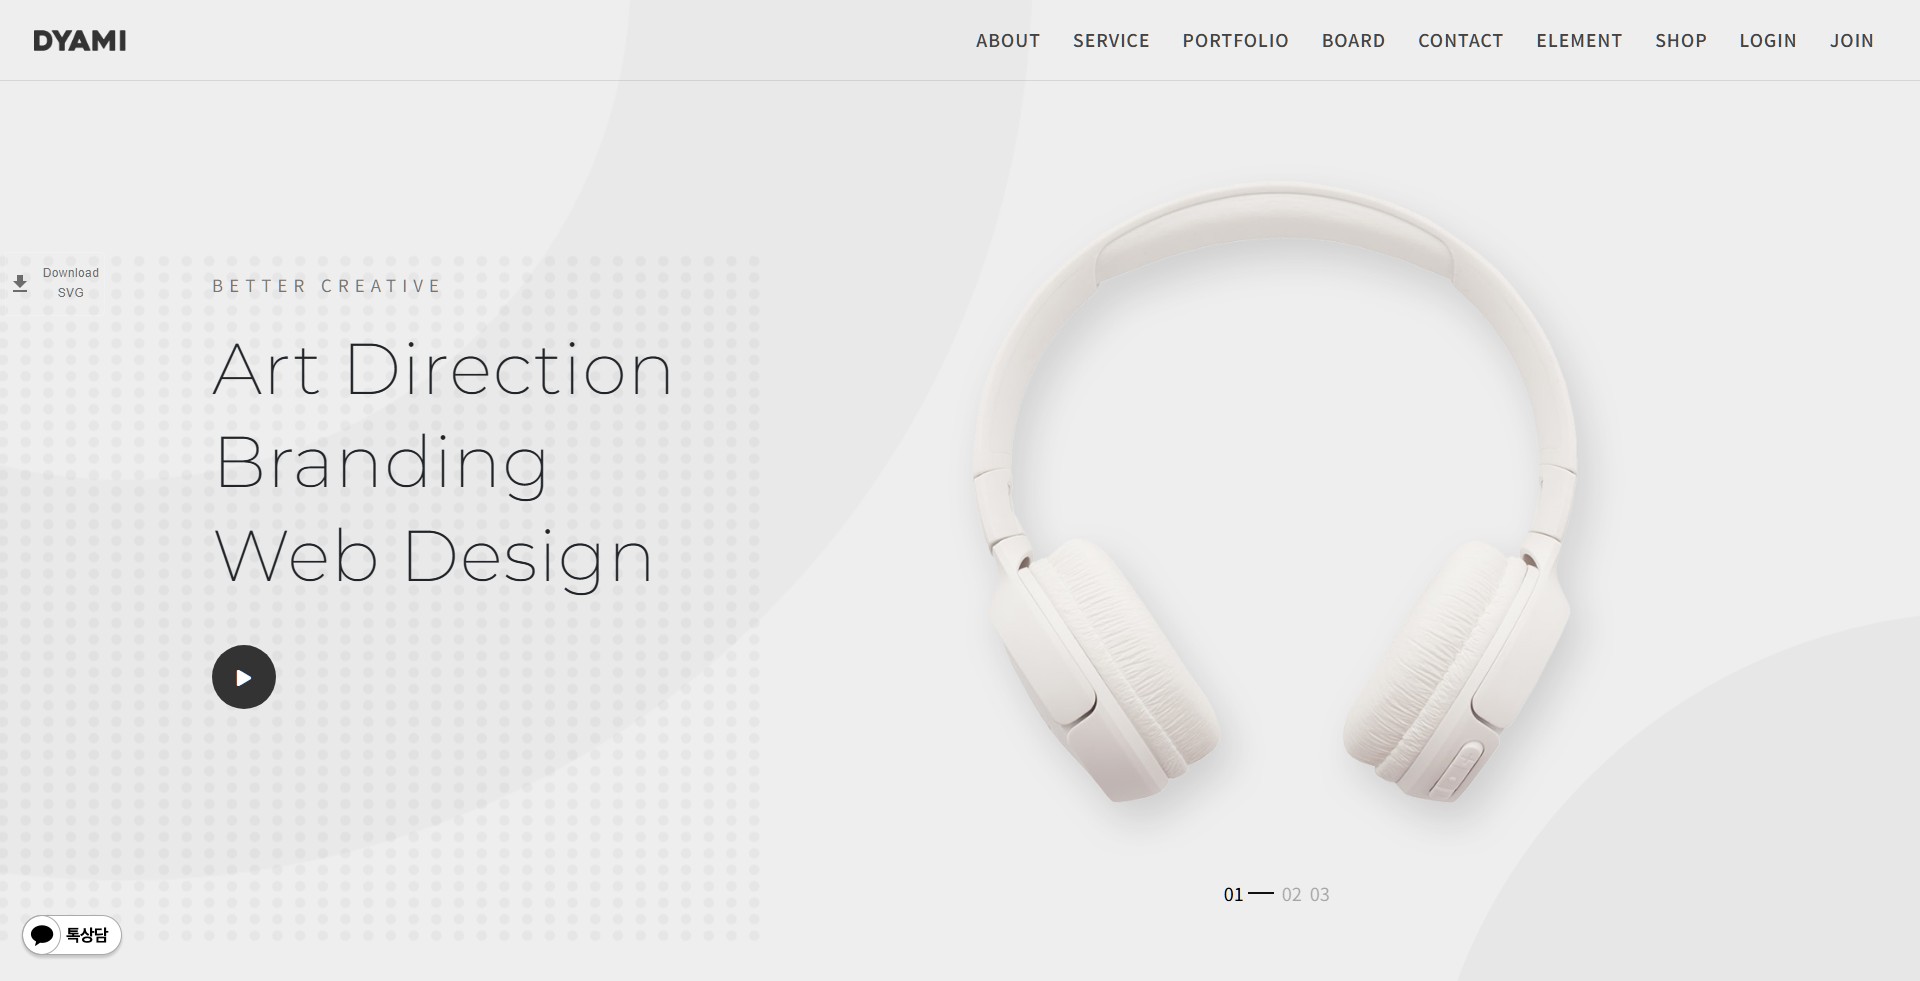 DYAMI
ABOUT SERVICE PORTFOLIO BOARD CONTACT ELEMENT SHOP LOGIN JOIN
Download
SVG
BETTER CREATIVE
Art Direction
Branding
Web Design
01 02 03
톡상담